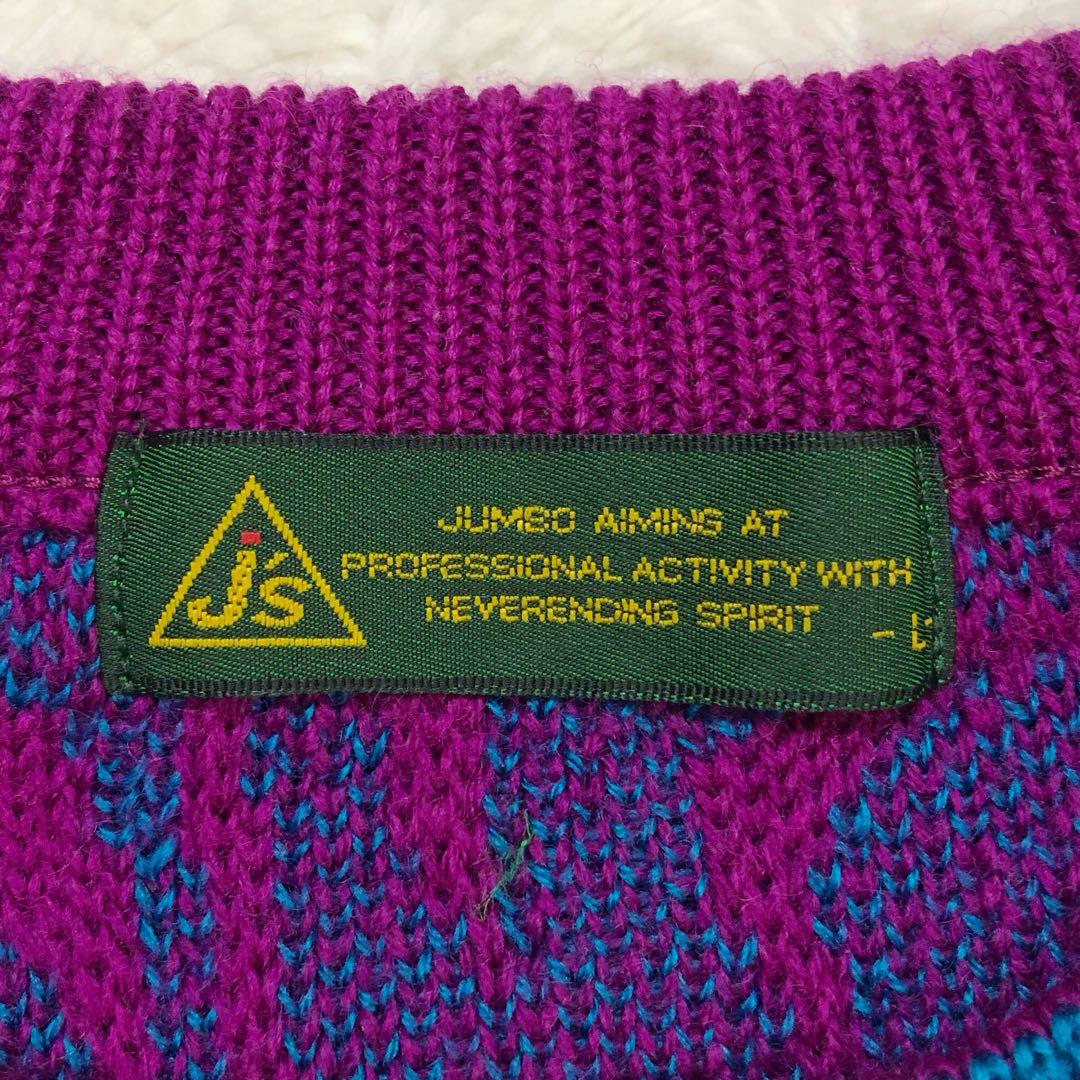 J's
JUMBO AIMING AT
PROFESSIONAL ACTIVITY WITH
NEVERENDING SPIRIT